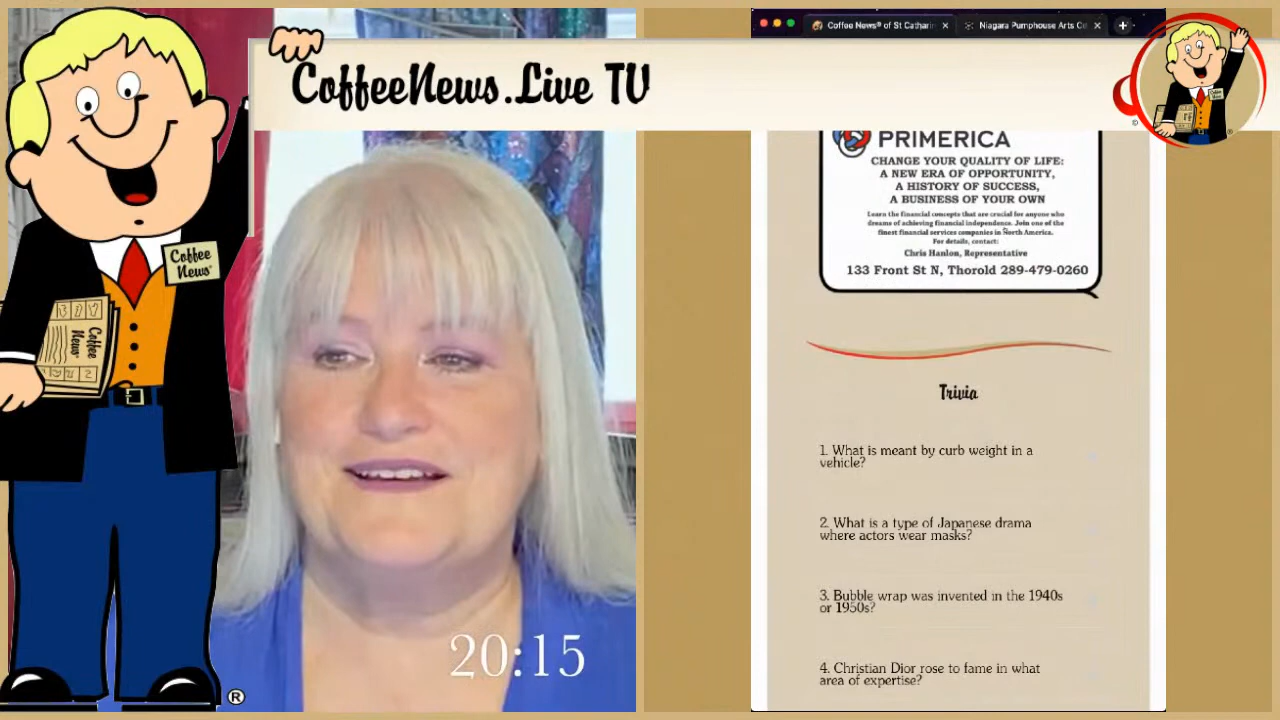 CoffeeNews.Live TV
Coffee
News®
Coffee
News
20:15
®
Coffee News® of St Catharin
Niagara Pumphouse Arts Ce
PRIMERICA
CHANGE YOUR QUALITY OF LIFE:
A NEW ERA OF OPPORTUNITY,
A HISTORY OF SUCCESS,
A BUSINESS OF YOUR OWN
Learn the financial concepts that are crucial for anyone who
dreams of achieving financial independence. Join one of the
finest financial services companies in North America.
For details, contact:
Chris Hanlon, Representative
133 Front St N, Thorold 289-479-0260
Trivia
1. What is meant by curb weight in a
vehicle?
2. What is a type of Japanese drama
where actors wear masks?
3. Bubble wrap was invented in the 1940s
or 1950s?
4. Christian Dior rose to fame in what
area of expertise?